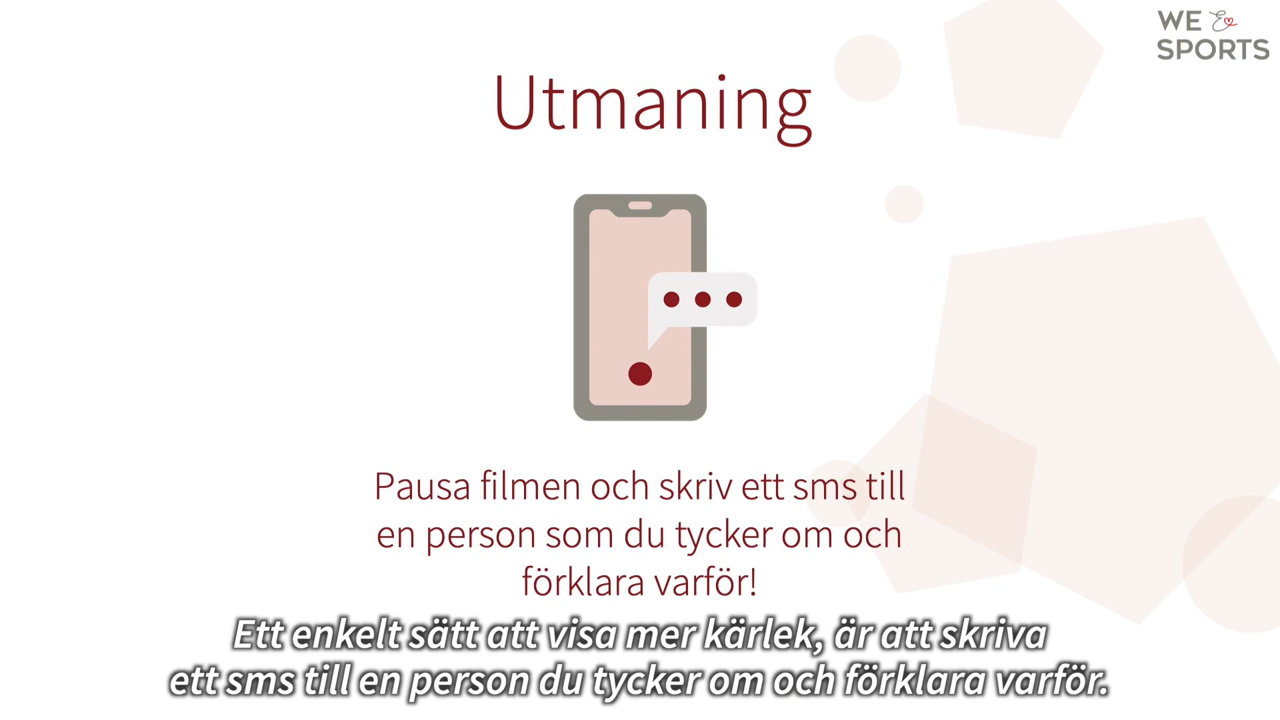 WE
SPORTS
Utmaning
Pausa filmen och skriv ett sms till
en person som du tycker om och
förklara varför!
Ett enkelt sätt att visa mer kärlek, är att skriva
ett sms till en person du tycker om och förklara varför.